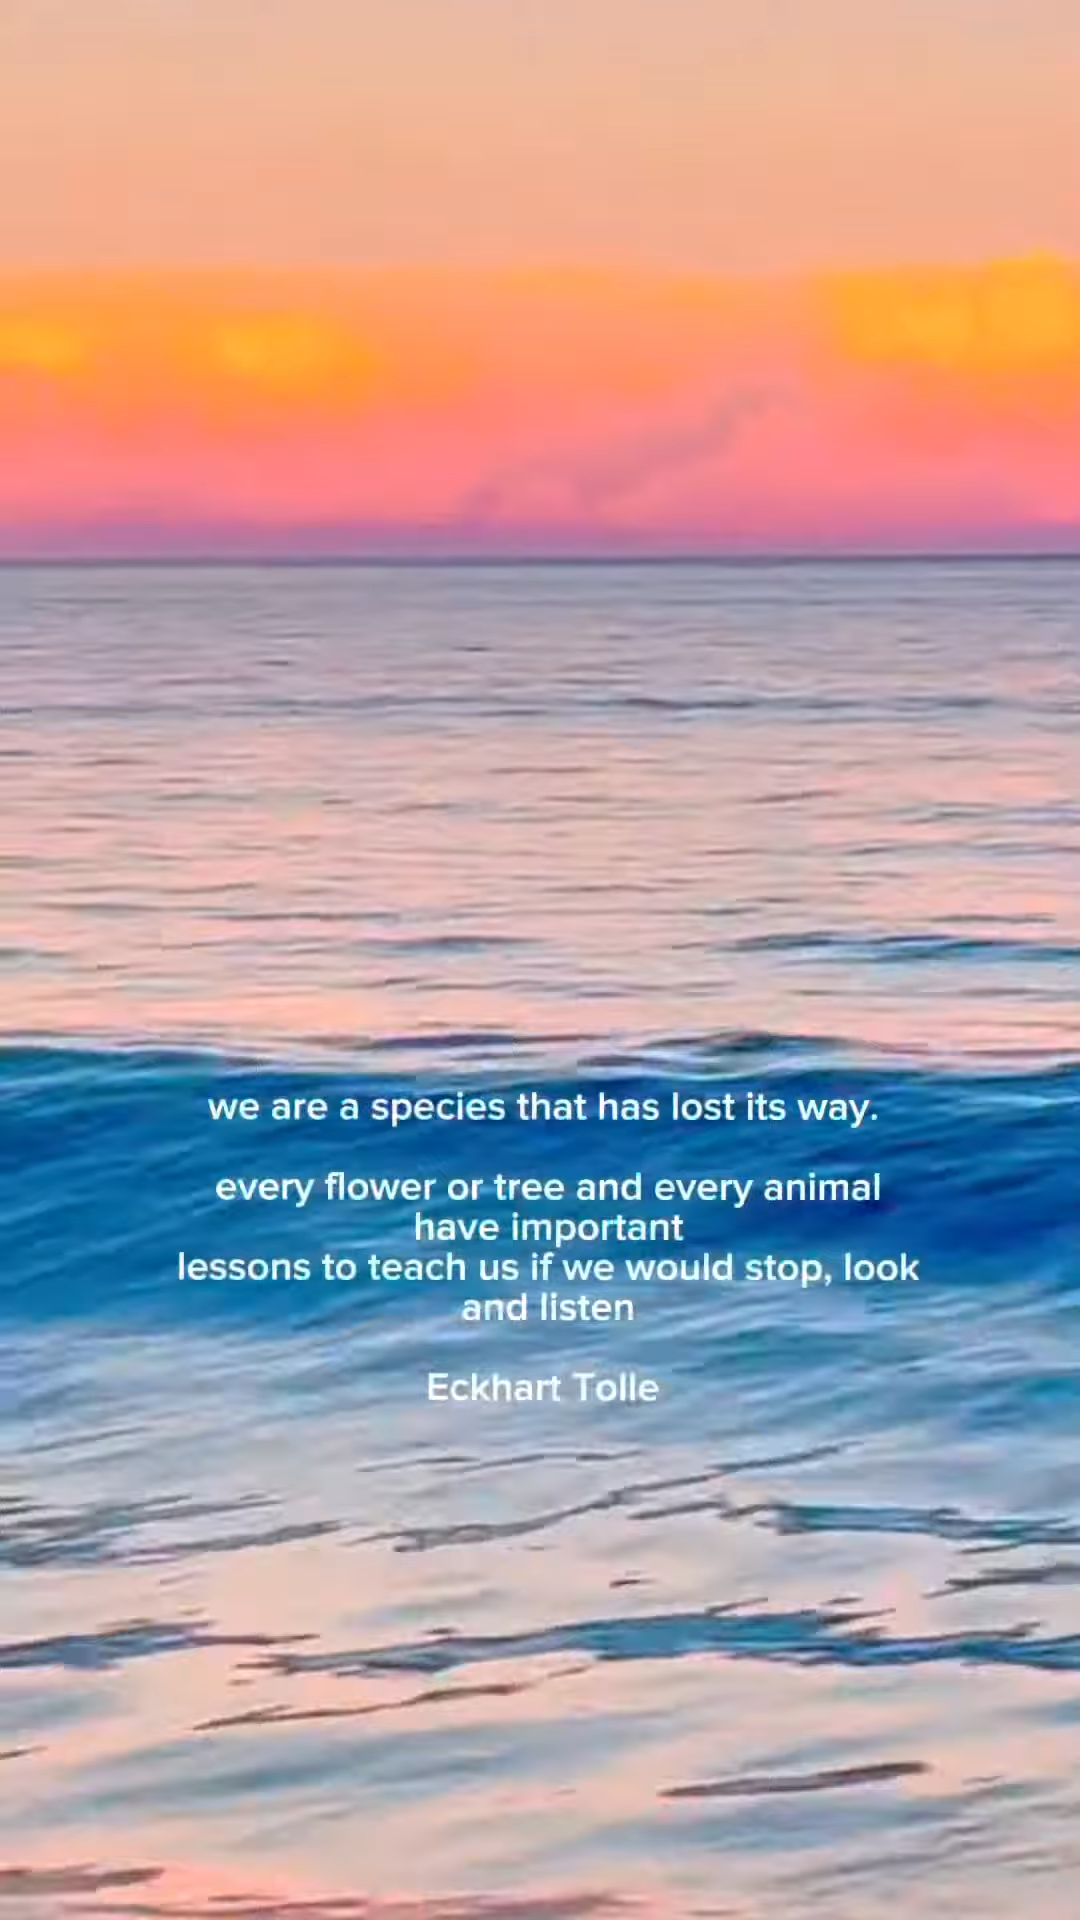 we are a species that has lost its way.
every flower or tree and every animal
have important
lessons to teach us if we would stop, look
and listen
Eckhart Tolle